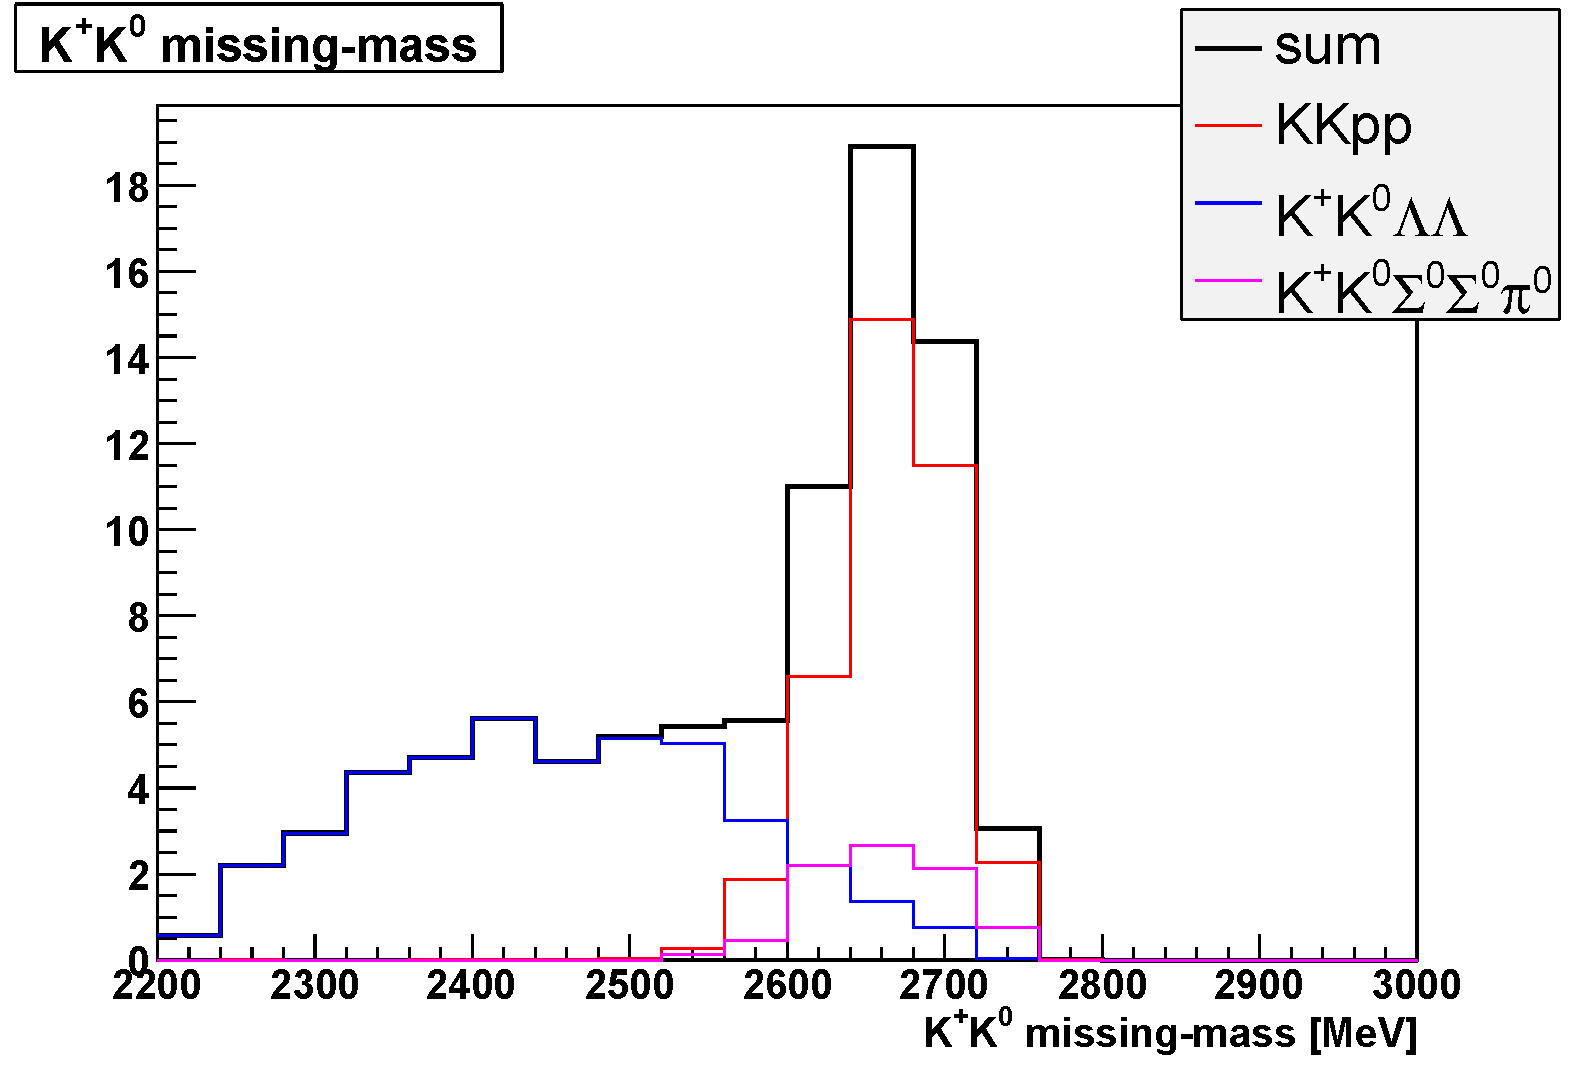 K⁺K⁰ missing-mass
sum
KKpp
K⁺K⁰ΛΛ
K⁺K⁰Σ⁰Σ⁰π⁰
18
16
14
12
10
8
6
4
2
0
2200 2300 2400 2500 2600 2700 2800 2900 3000
K⁺K⁰ missing-mass [MeV]